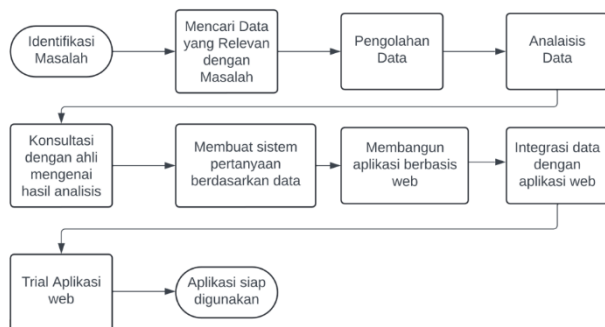 Identifikasi
Masalah
Mencari Data
yang Relevan
dengan
Masalah
Pengolahan
Data
Analaisis
Data
Konsultasi
dengan ahli
mengenai
hasil analisis
Membuat sistem
pertanyaan
berdasarkan data
Membangun
aplikasi berbasis
web
Integrasi data
dengan
aplikasi web
Trial Aplikasi
web
Aplikasi siap
digunakan